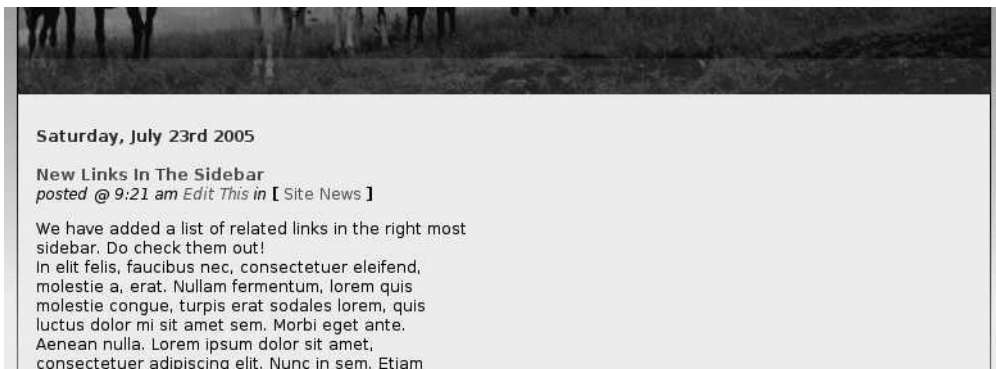 Saturday, July 23rd 2005
New Links In The Sidebar
posted @ 9:21 am Edit This in [ Site News ]
We have added a list of related links in the right most
sidebar. Do check them out!
In elit felis, faucibus nec, consectetuer eleifend,
molestie a, erat. Nullam fermentum, lorem quis
molestie congue, turpis erat sodales lorem, quis
luctus dolor mi sit amet sem. Morbi eget ante.
Aenean nulla. Lorem ipsum dolor sit amet,
consectetuer adipiscing elit. Nunc in sem. Etiam